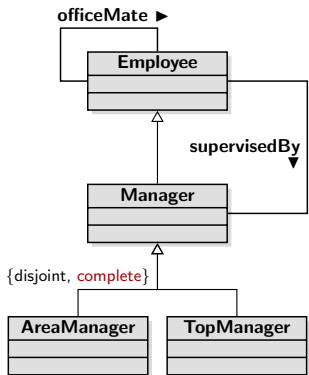 officeMate ►
Employee
supervisedBy
▼
Manager
{disjoint, complete}
AreaManager
TopManager